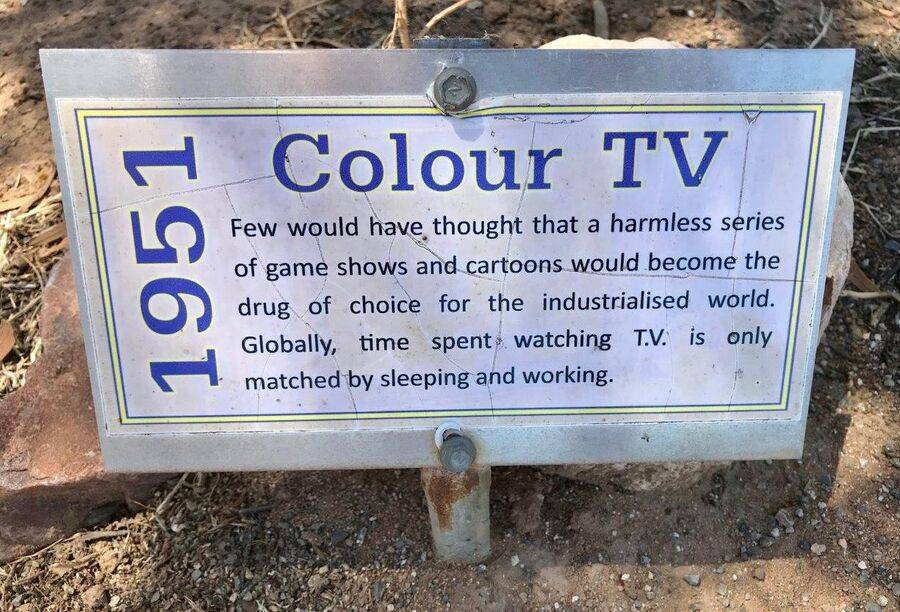 1951
Colour TV
Few would have thought that a harmless series
of game shows and cartoons would become the
drug of choice for the industrialised world.
Globally, time spent watching T.V. is only
matched by sleeping and working.